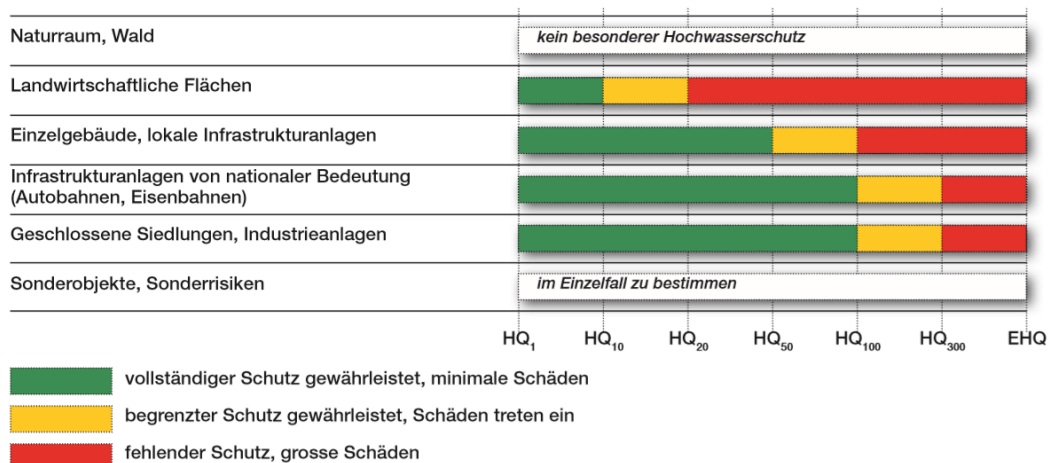 Naturraum, Wald
kein besonderer Hochwasserschutz
Landwirtschaftliche Flächen
Einzelgebäude, lokale Infrastrukturanlagen
Infrastrukturanlagen von nationaler Bedeutung
(Autobahnen, Eisenbahnen)
Geschlossene Siedlungen, Industrieanlagen
Sonderobjekte, Sonderrisiken
im Einzelfall zu bestimmen
HQ₁ HQ₁₀ HQ₂₀ HQ₅₀ HQ₁₀₀ HQ₃₀₀ EHQ
vollständiger Schutz gewährleistet, minimale Schäden
begrenzter Schutz gewährleistet, Schäden treten ein
fehlender Schutz, grosse Schäden